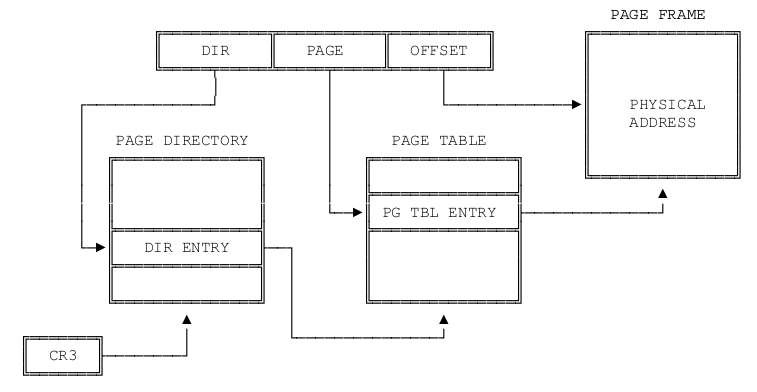 PAGE FRAME
DIR PAGE OFFSET
PHYSICAL
ADDRESS
PAGE DIRECTORY PAGE TABLE
PG TBL ENTRY
DIR ENTRY
CR3